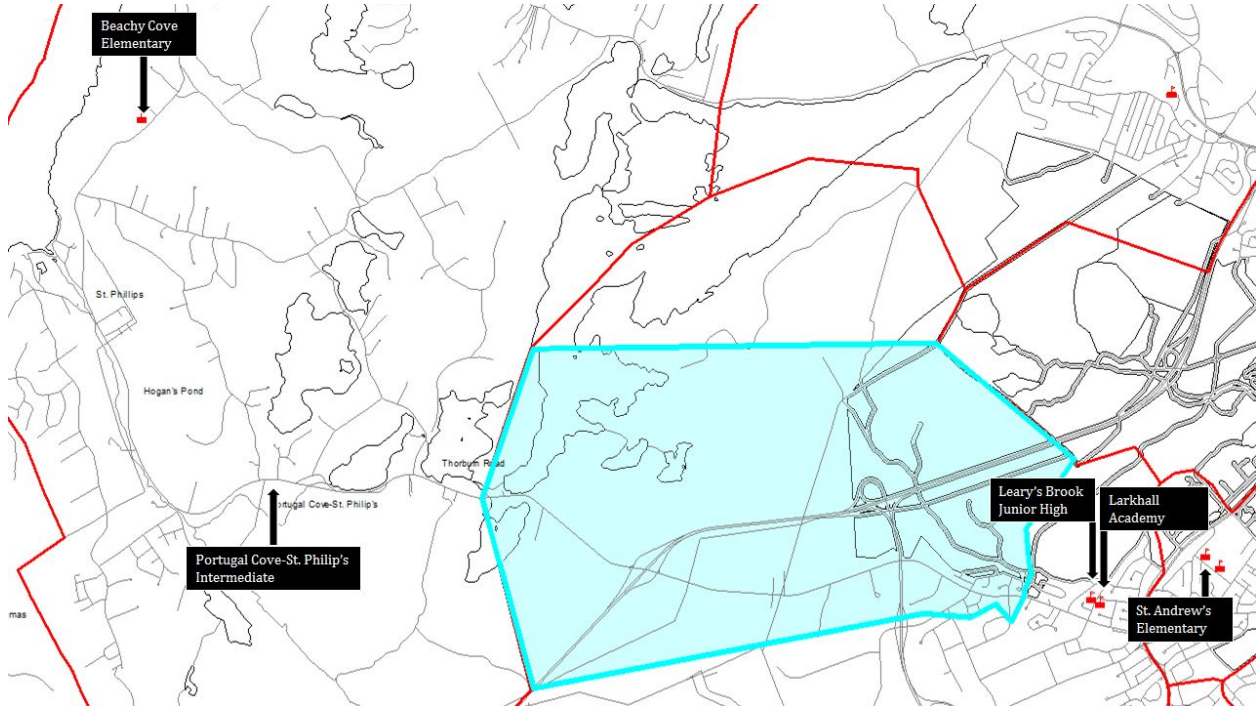 Beachy Cove
Elementary
St. Phillips
Hogan's Pond
Thorburn Road
Portugal Cove-St. Philip's
Portugal Cove-St. Philip's
Intermediate
mas
Leary's Brook
Junior High
Larkhall
Academy
St. Andrew's
Elementary